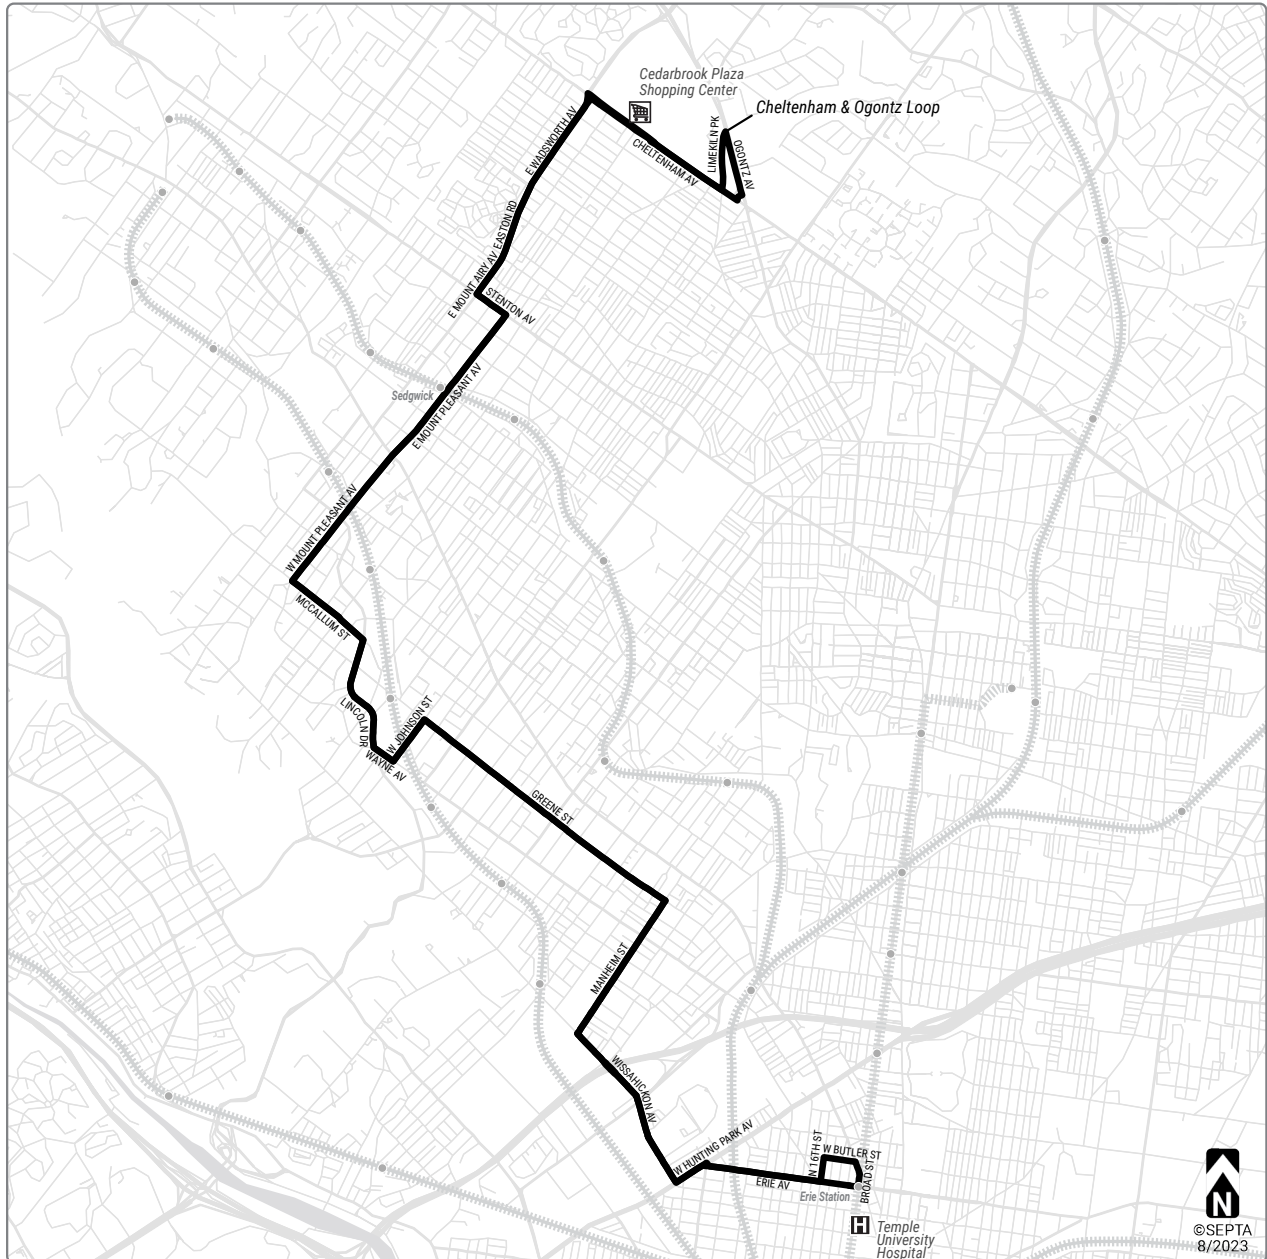 Cedarbrook Plaza
Shopping Center
Cheltenham & Ogontz Loop
LIMEKILN PK
OGONTZ AV
CHELTENHAM AV
E WADSWORTH AV
EASTON RD
E MOUNT AIRY AV
STENTON AV
Sedgwick
E MOUNT PLEASANT AV
W MOUNT PLEASANT AV
MCCALLUM ST
LINCOLN DR
W JOHNSON ST
WAYNE AV
GREENE ST
MANHEIM ST
WISSAHICKON AV
W HUNTING PARK AV
N 16TH ST
W BUTLER ST
BROAD ST
ERIE AV
Erie Station
H
Temple
University
Hospital
N
©SEPTA
8/2023